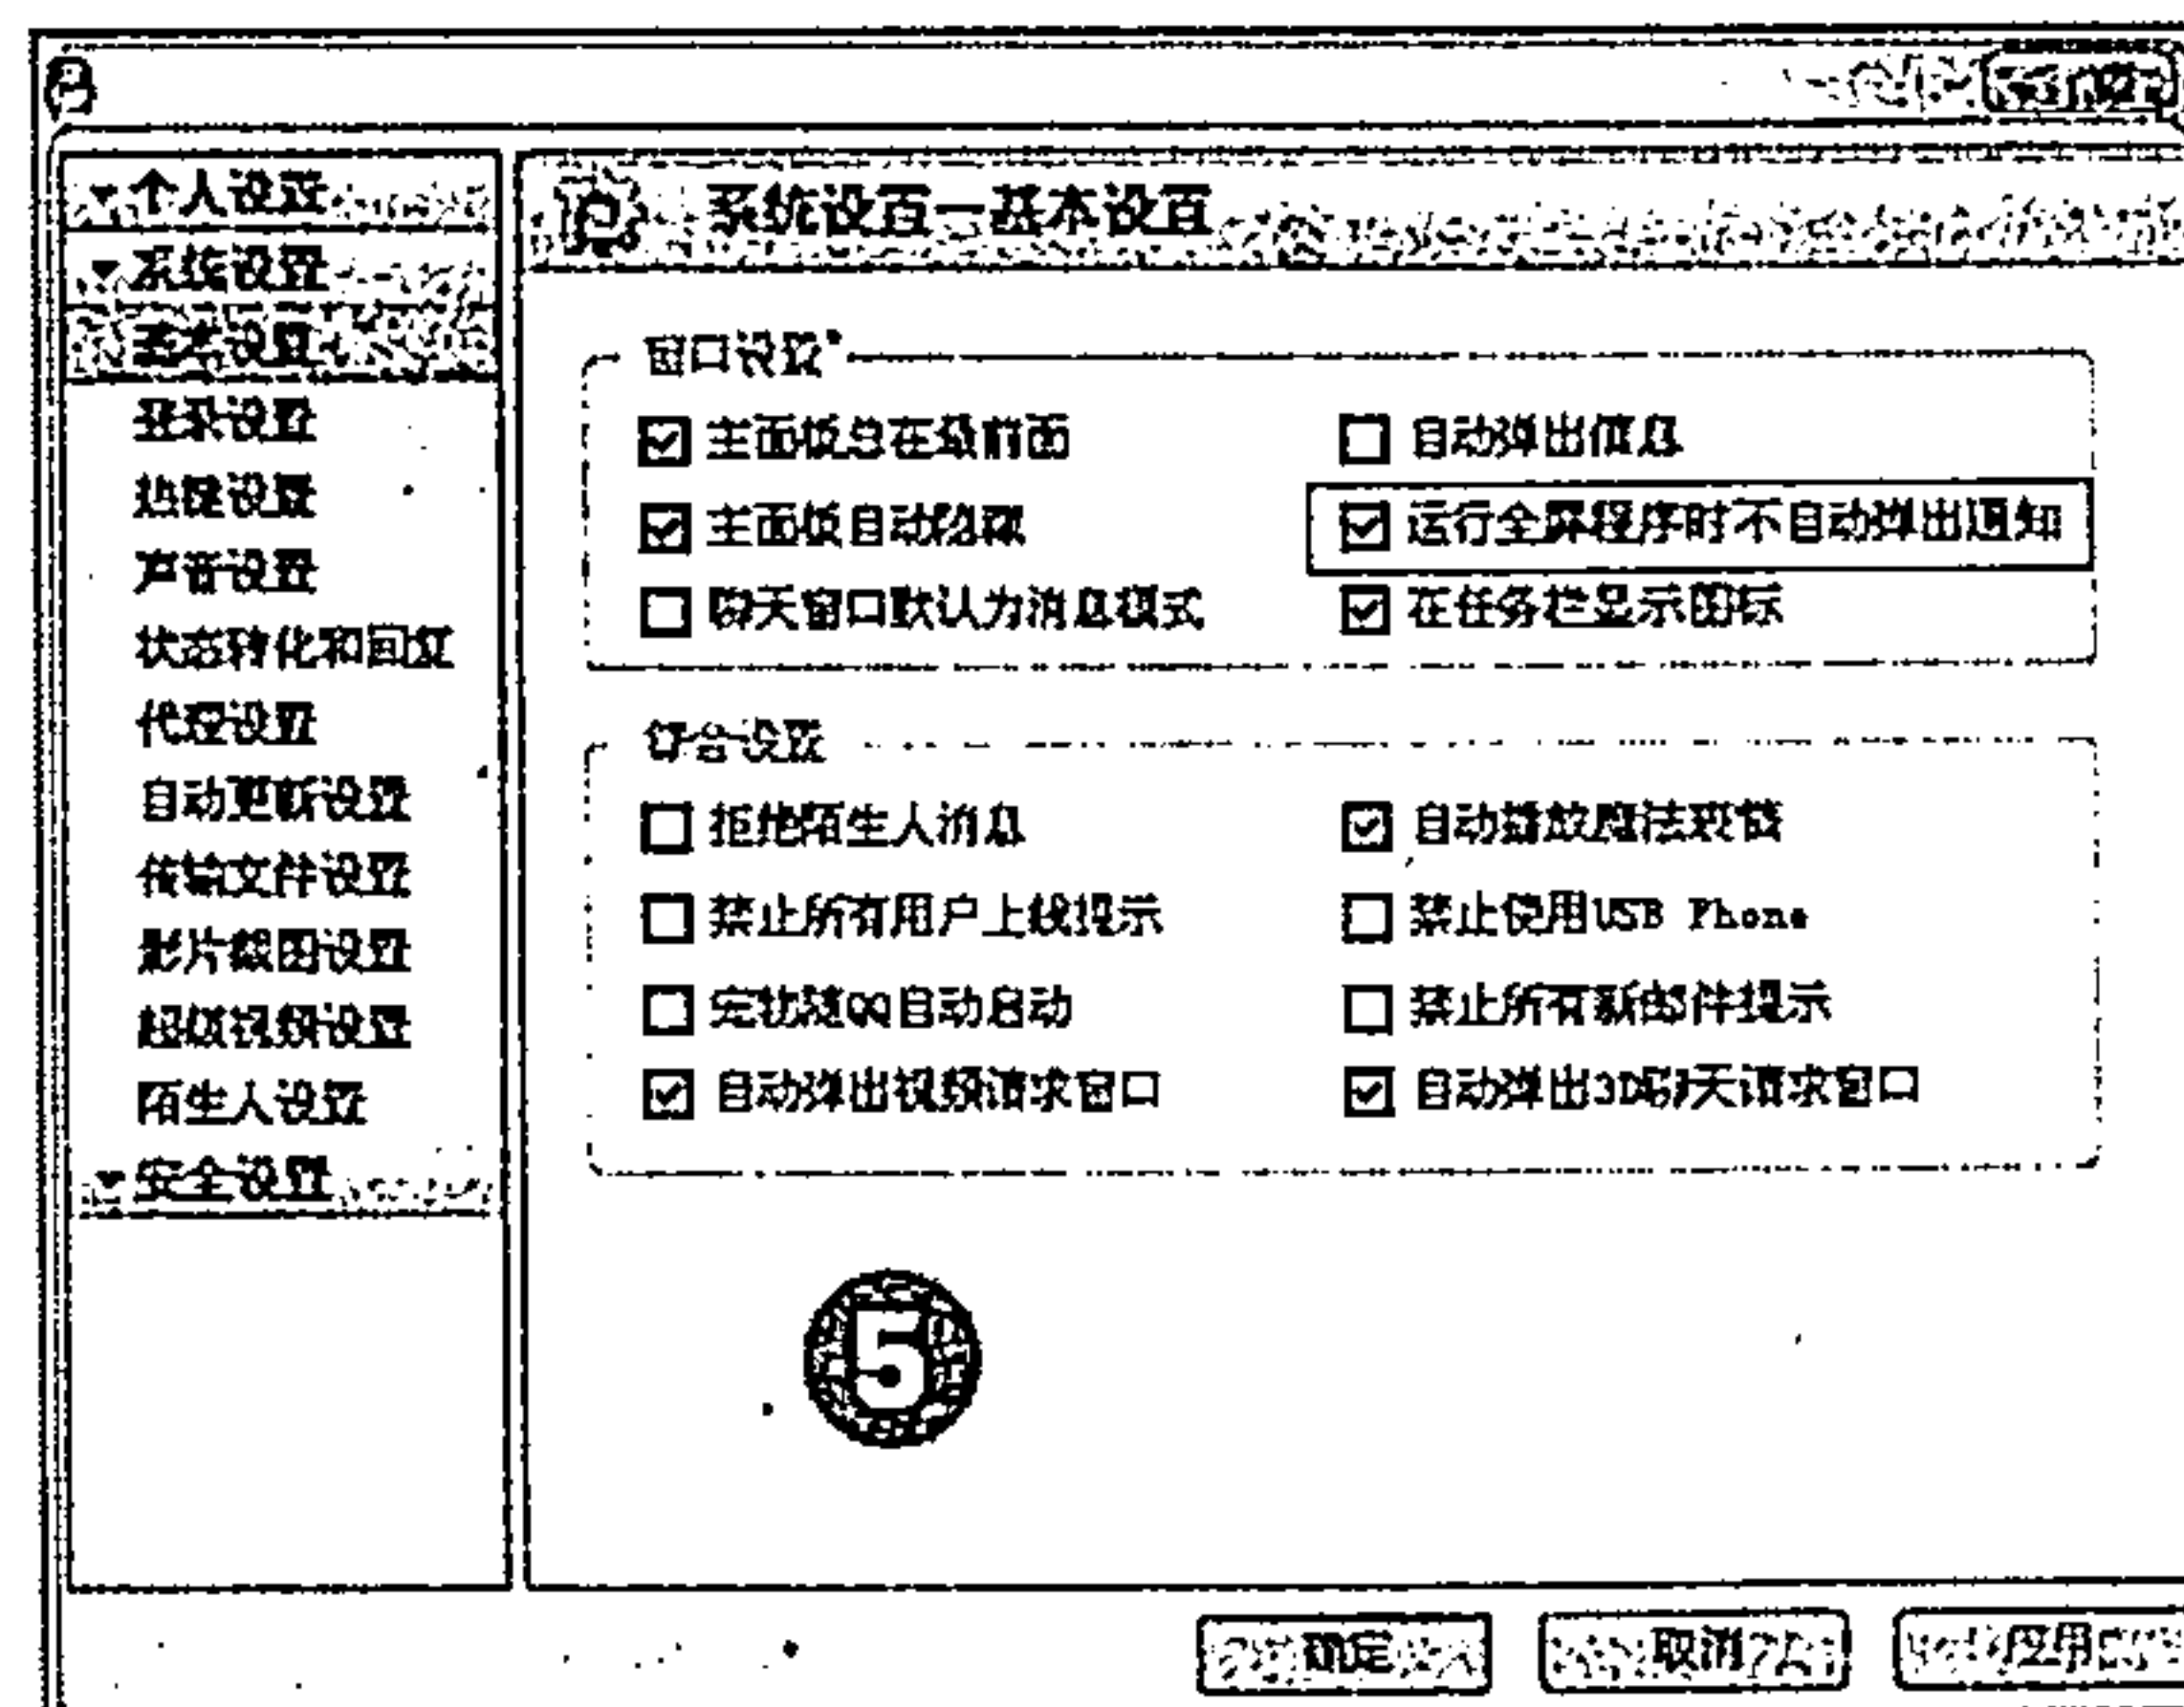 个人设置
系统设置
基本设置
登录设置
热键设置
声音设置
状态转化和回复
代理设置
自动更新设置
传输文件设置
影片截图设置
超级视频设置
陌生人设置
安全设置
系统设置—基本设置
窗口设置
主面板总在最前面
自动弹出信息
主面板自动隐藏
运行全屏程序时不自动弹出通知
聊天窗口默认为消息模式
在任务栏显示图标
综合设置
拒绝陌生人消息
自动播放魔法表情
禁止所有用户上线提示
禁止使用USB Phone
宠物随QQ自动启动
禁止所有新邮件提示
自动弹出视频请求窗口
自动弹出3D聊天请求窗口
5
确定
取消
应用